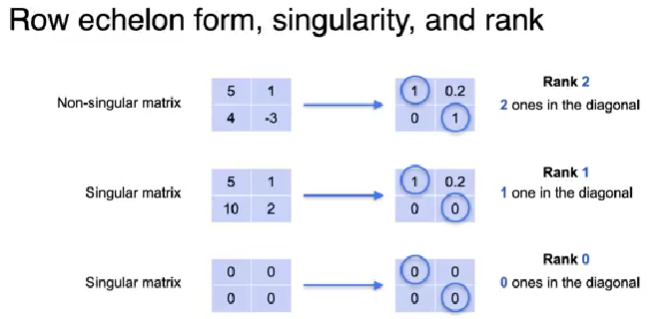 Row echelon form, singularity, and rank
Non-singular matrix
5 1
4 -3
1 0.2
0 1
Rank 2
2 ones in the diagonal
Singular matrix
5 1
10 2
1 0.2
0 0
Rank 1
1 one in the diagonal
Singular matrix
0 0
0 0
0 0
0 0
Rank 0
0 ones in the diagonal